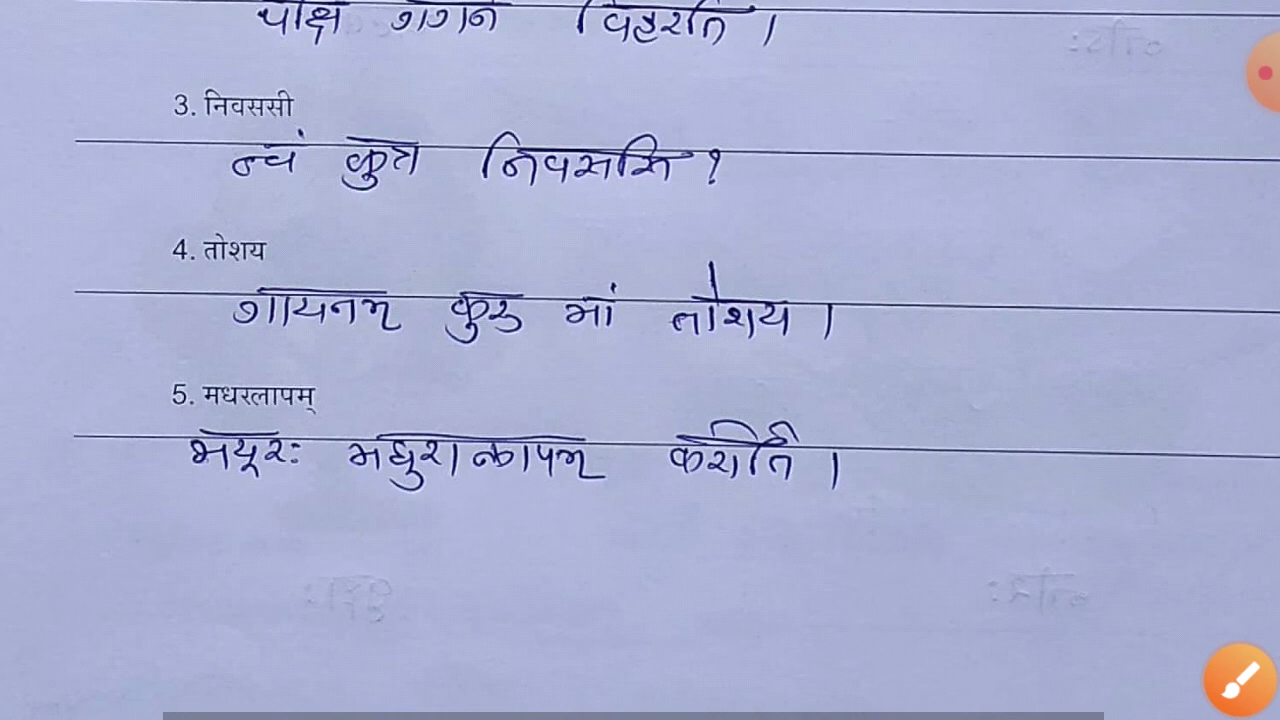 पक्षि गगने विहरति ।
3. निवससी
त्वं कुत्र निवससि ?
4. तोशय
गायनम् कुरु मां तोशय ।
5. मधरलापम्
मयूरः मधुरालापम् करोति ।